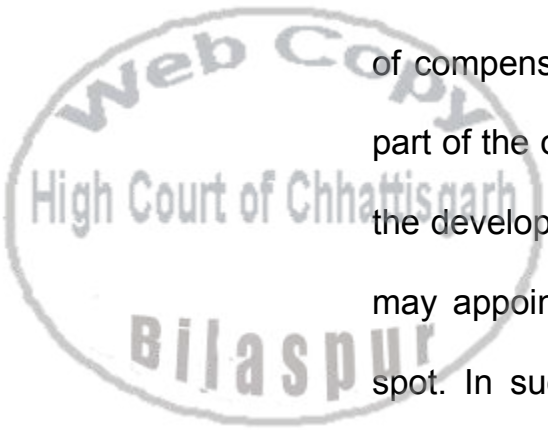 Web Copy
High Court of Chhattisgarh
Bilaspur
of compens
part of the
the develop
may appoin
spot. In su